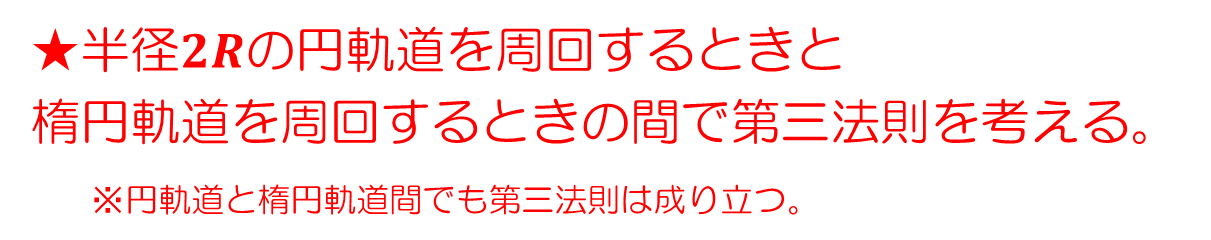 ★半径2Rの円軌道を周回するときと
楕円軌道を周回するときの間で第三法則を考える。
※円軌道と楕円軌道間でも第三法則は成り立つ。